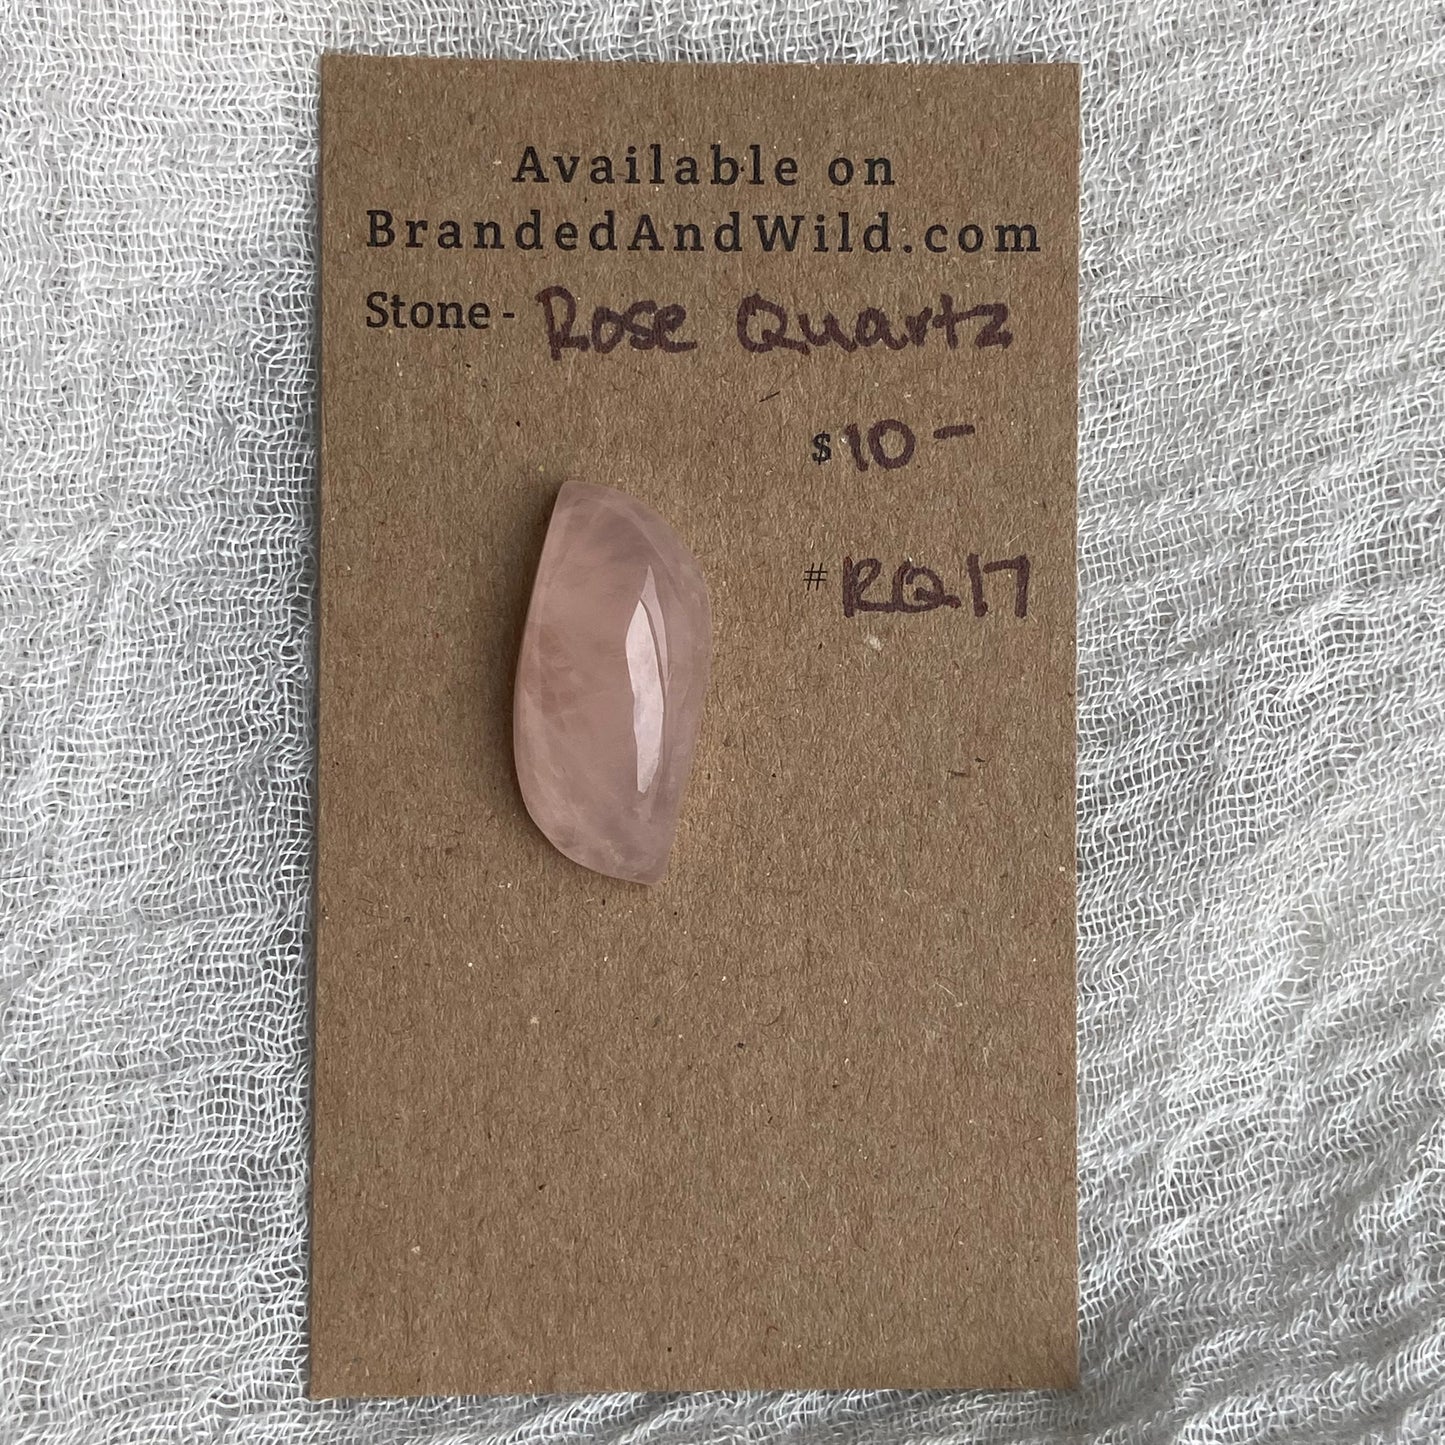 Available on
BrandedAndWild.com
Stone - Rose Quartz
$10-
#RQ17